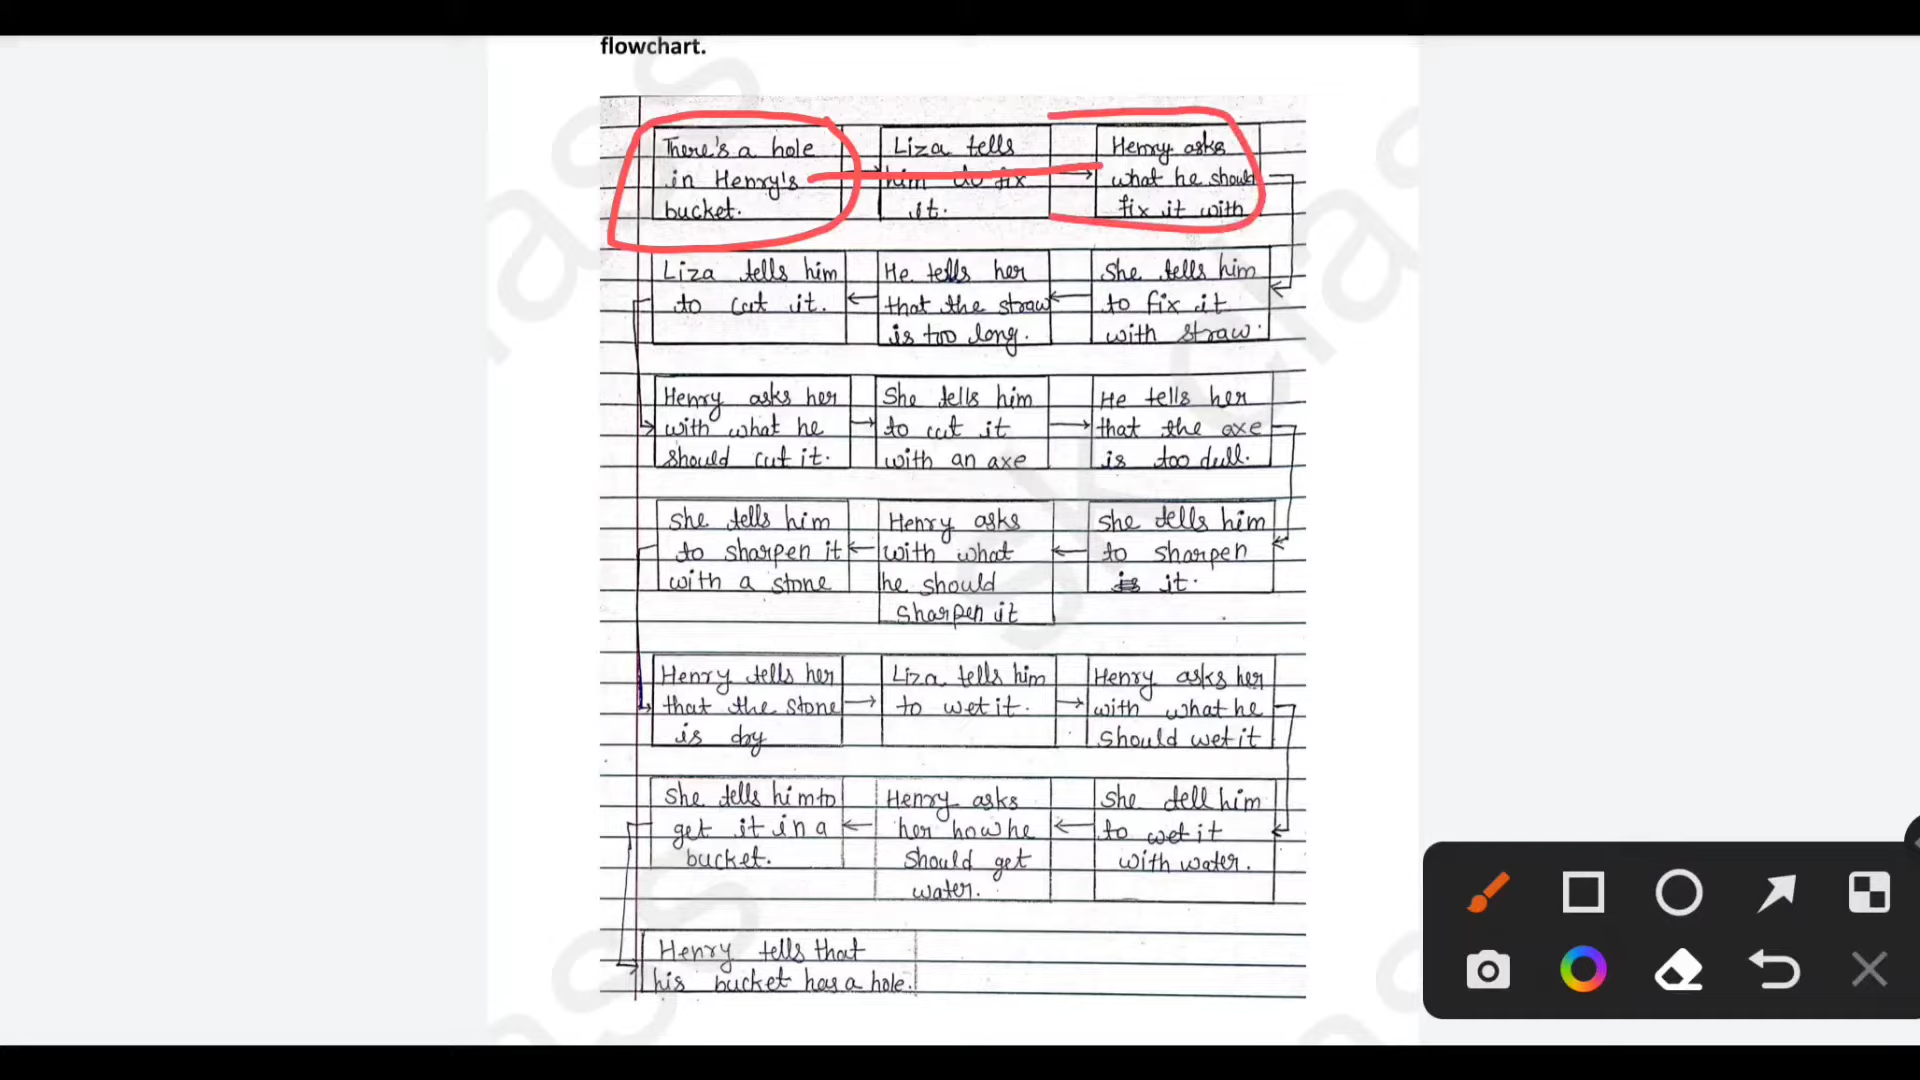 flowchart.
There's a hole
in Henry's
bucket.
Liza tells
him to fix
it.
Henry asks
what he should
fix it with
She tells him
to fix it
with straw.
He tells her
that the straw
is too long.
Liza tells him
to cut it.
Henry asks her
with what he
should cut it.
She tells him
to cut it
with an axe
He tells her
that the axe
is too dull.
She tells him
to sharpen
is it.
Henry asks
with what
he should
sharpen it
She tells him
to sharpen it
with a stone
Henry tells her
that the stone
is dry
Liza tells him
to wet it.
Henry asks her
with what he
should wet it
She tell him
to wet it
with water.
Henry asks
her how he
should get
water.
She tells him to
get it in a
bucket.
Henry tells that
his bucket has a hole.